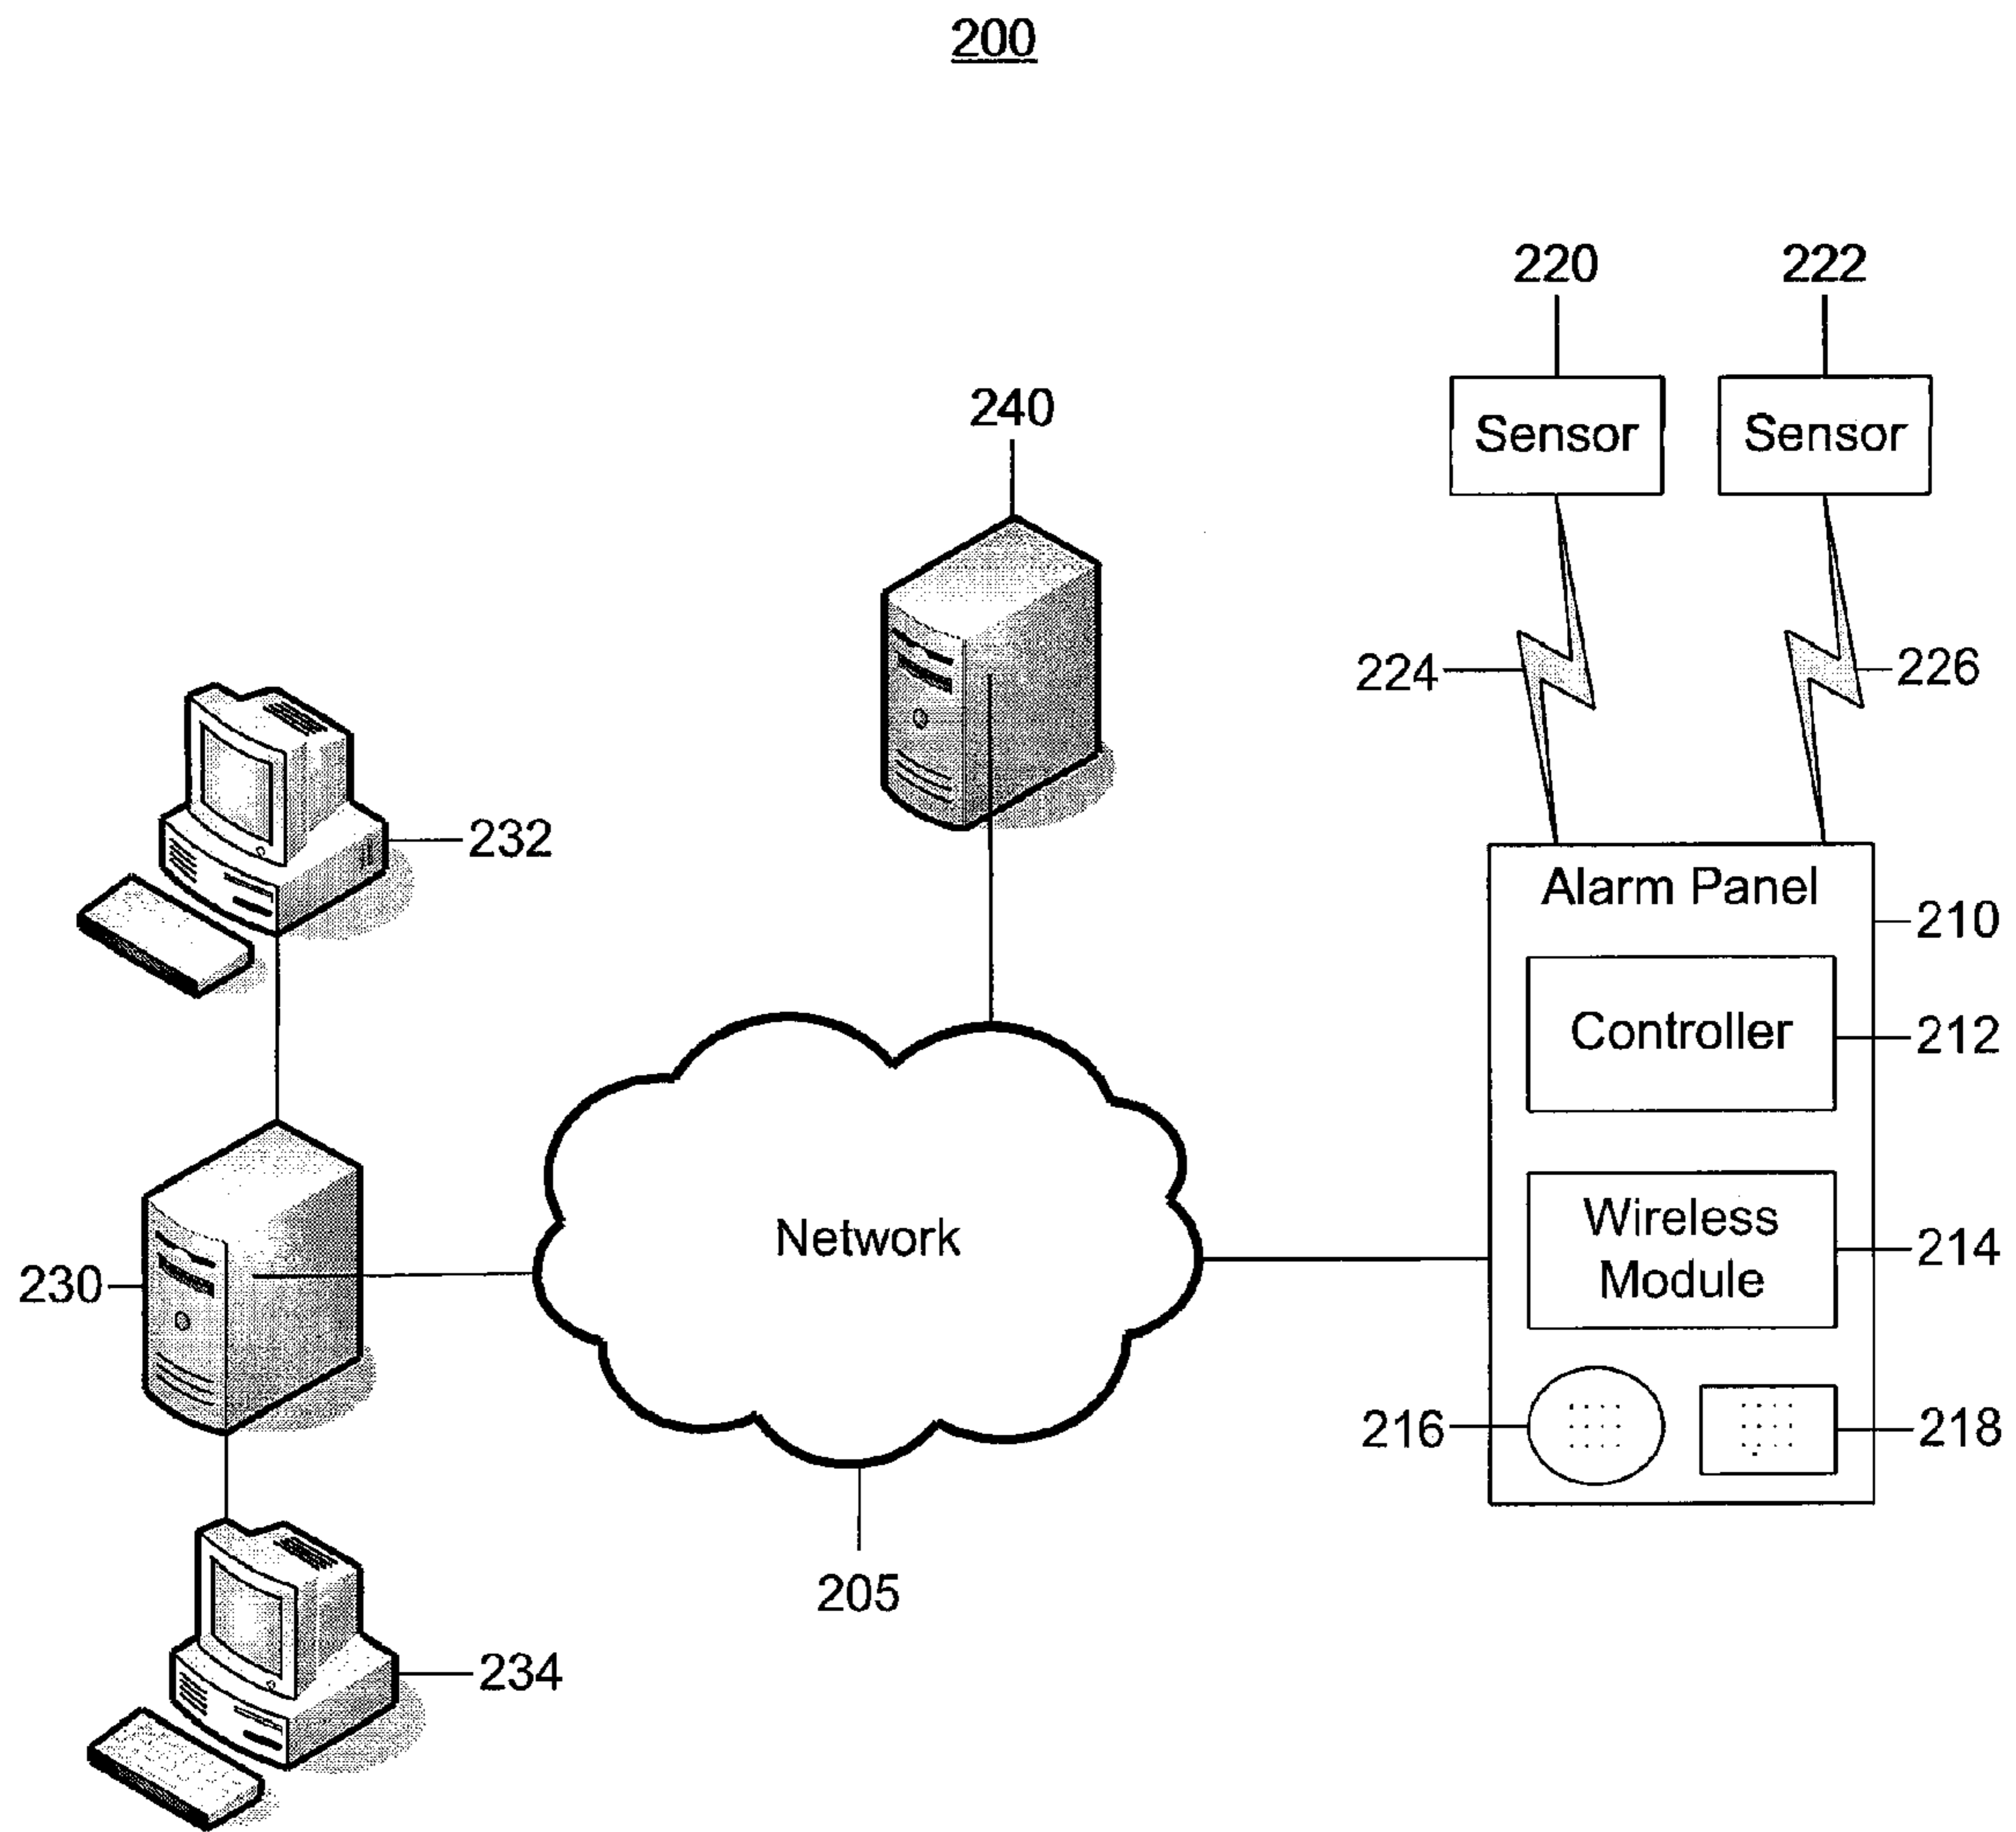 200
220
222
240
Sensor
Sensor
224
226
232
Alarm Panel
210
Controller
212
Wireless
Module
214
Network
230
216
218
205
234